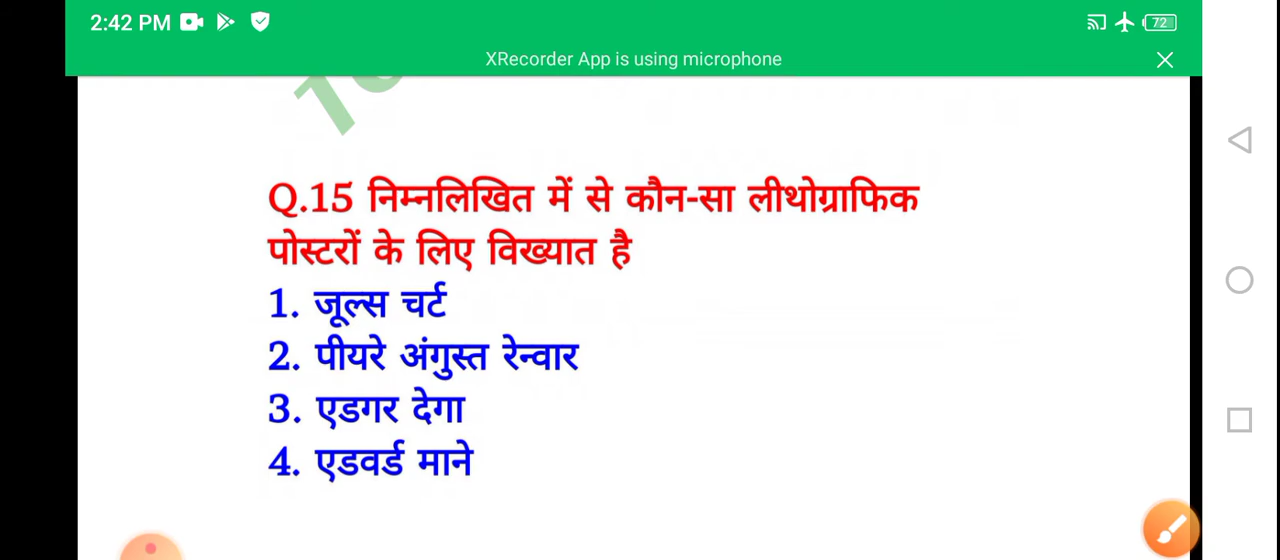 2:42 PM
72
XRecorder App is using microphone
Q.15 निम्नलिखित में से कौन-सा लीथोग्राफिक
पोस्टरों के लिए विख्यात है
1. जूल्स चर्ट
2. पीयरे अंगुस्त रेन्वार
3. एडगर देगा
4. एडवर्ड माने